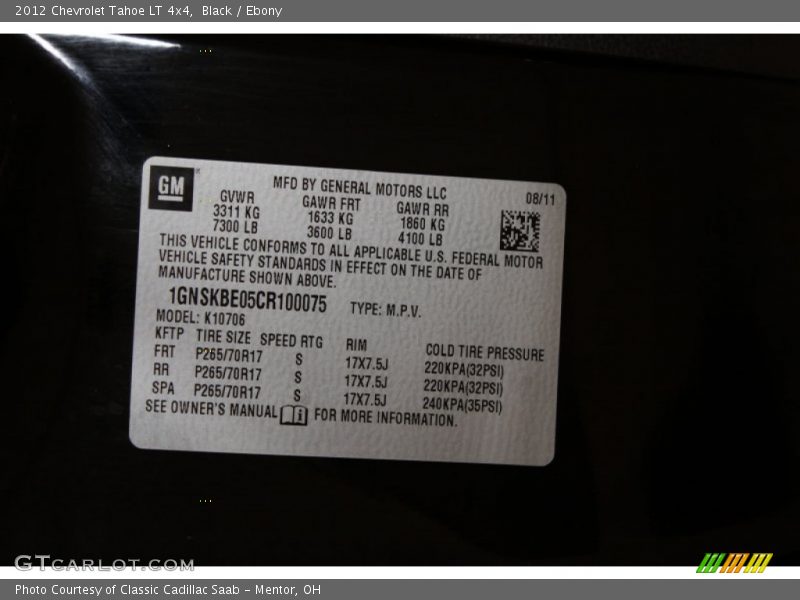 2012 Chevrolet Tahoe LT 4x4, Black / Ebony
GM
MFD BY GENERAL MOTORS LLC
08/11
GVWR GAWR FRT GAWR RR
3311 KG 1633 KG 1860 KG
7300 LB 3600 LB 4100 LB
THIS VEHICLE CONFORMS TO ALL APPLICABLE U.S. FEDERAL MOTOR
VEHICLE SAFETY STANDARDS IN EFFECT ON THE DATE OF
MANUFACTURE SHOWN ABOVE.
1GNSKBE05CR100075 TYPE: M.P.V.
MODEL: K10706
KFTP TIRE SIZE SPEED RTG RIM COLD TIRE PRESSURE
FRT P265/70R17 S 17X7.5J 220KPA(32PSI)
RR P265/70R17 S 17X7.5J 220KPA(32PSI)
SPA P265/70R17 S 17X7.5J 240KPA(35PSI)
SEE OWNER'S MANUAL i FOR MORE INFORMATION.
GTCARLOT.COM
Photo Courtesy of Classic Cadillac Saab - Mentor, OH